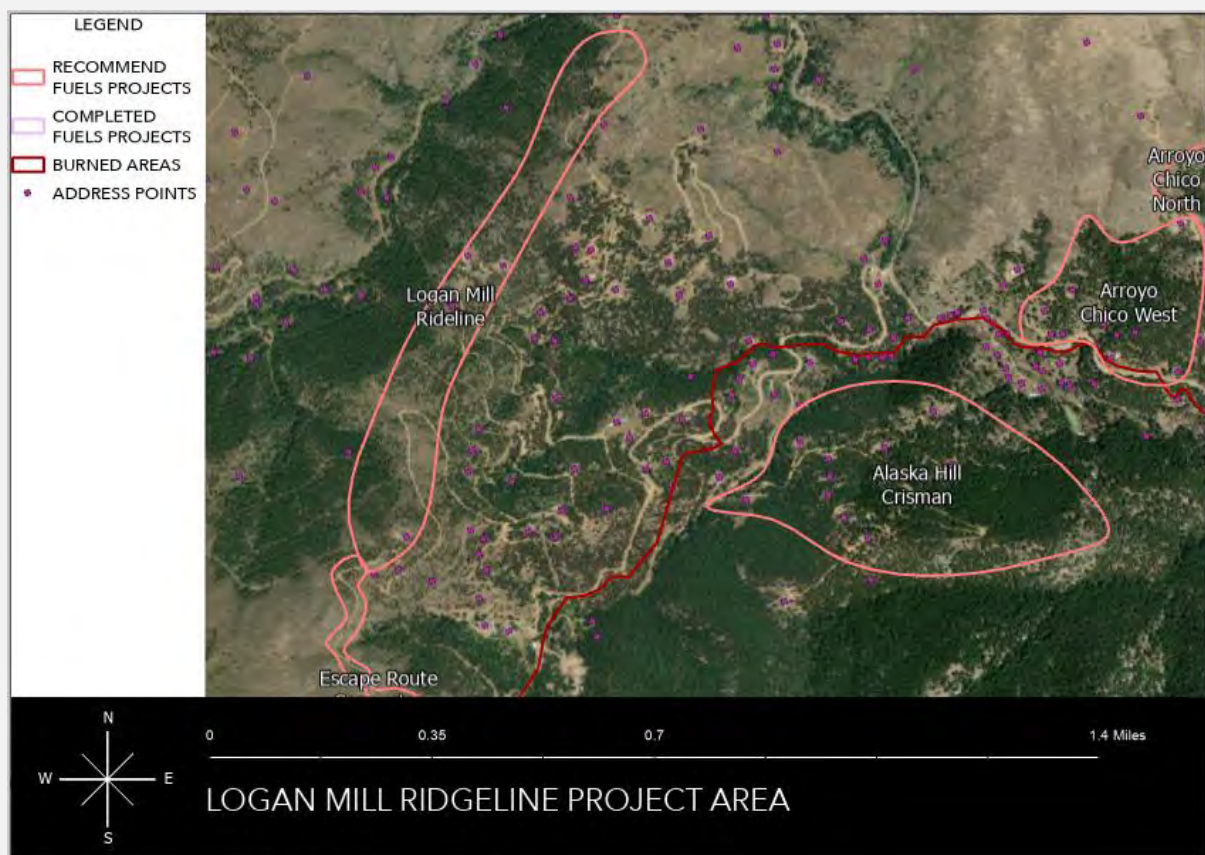 LEGEND
RECOMMEND
FUELS PROJECTS
COMPLETED
FUELS PROJECTS
BURNED AREAS
ADDRESS POINTS
Arroyo
Chico
North
Logan Mill
Rideline
Arroyo
Chico West
Alaska Hill
Crisman
Escape Route
N
W
E
S
0
0.35
0.7
1.4 Miles
LOGAN MILL RIDGELINE PROJECT AREA